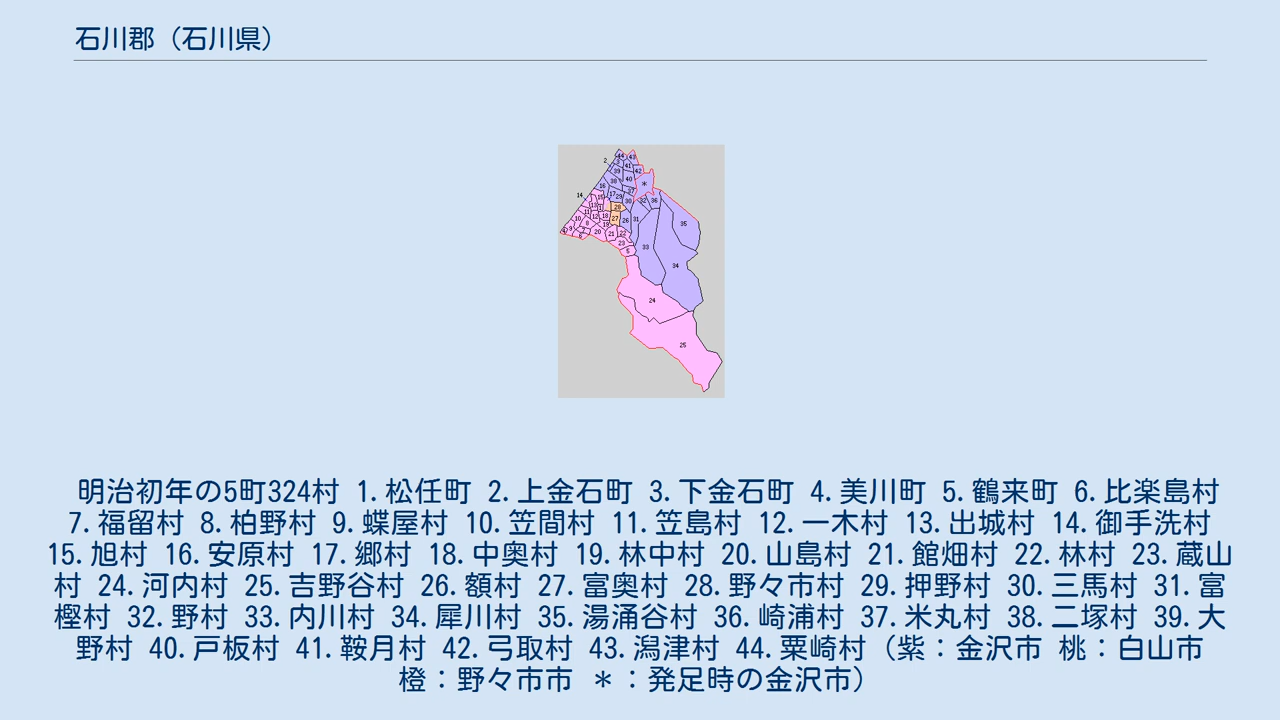 石川郡（石川県）
明治初年の5町324村 1.松任町 2.上金石町 3.下金石町 4.美川町 5.鶴来町 6.比楽島村
7.福留村 8.柏野村 9.蝶屋村 10.笠間村 11.笠島村 12.一木村 13.出城村 14.御手洗村
15.旭村 16.安原村 17.郷村 18.中奥村 19.林中村 20.山島村 21.館畑村 22.林村 23.蔵山
村 24.河内村 25.吉野谷村 26.額村 27.富奥村 28.野々市村 29.押野村 30.三馬村 31.富
樫村 32.野村 33.内川村 34.犀川村 35.湯涌谷村 36.崎浦村 37.米丸村 38.二塚村 39.大
野村 40.戸板村 41.鞍月村 42.弓取村 43.潟津村 44.粟崎村（紫：金沢市 桃：白山市
橙：野々市市 ＊：発足時の金沢市）